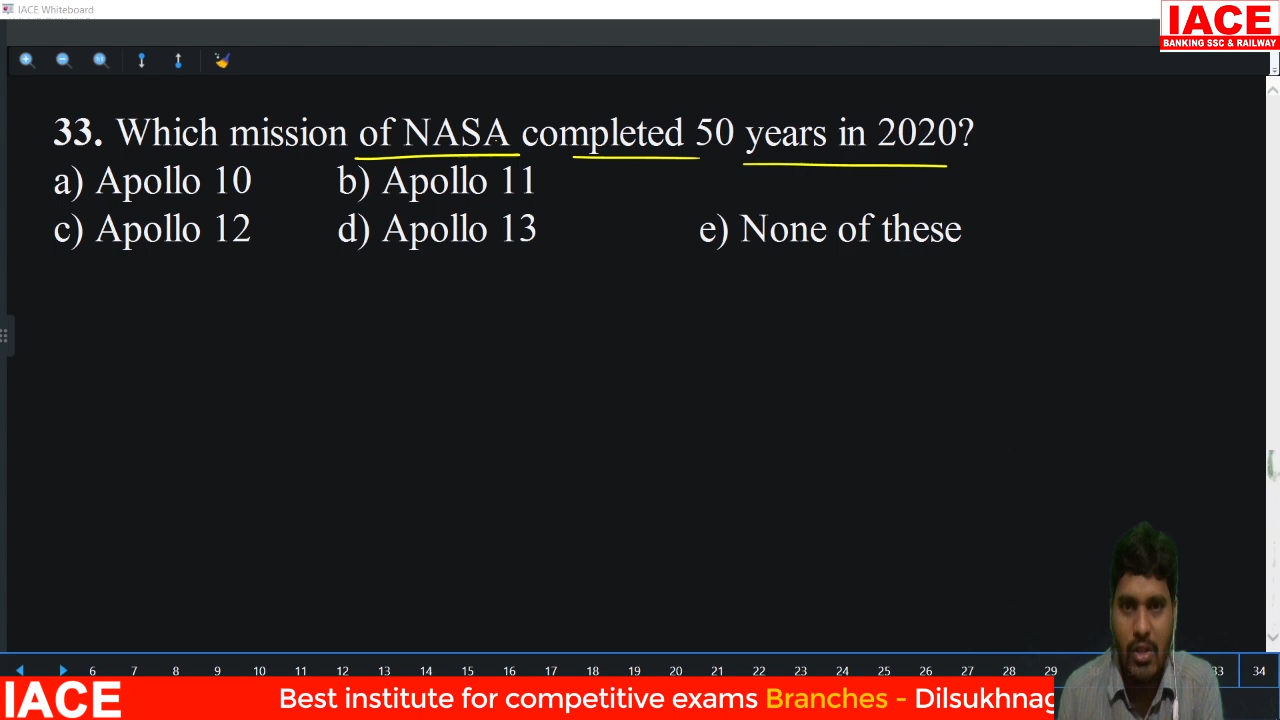 IACE Whiteboard
IACE
BANKING SSC & RAILWAY
33. Which mission of NASA completed 50 years in 2020?
a) Apollo 10 b) Apollo 11
c) Apollo 12 d) Apollo 13 e) None of these
6 7 8 9 10 11 12 13 14 15 16 17 18 19 20 21 22 23 24 25 26 27 28 29 33 34
IACE Best institute for competitive exams Branches - Dilsukhnag